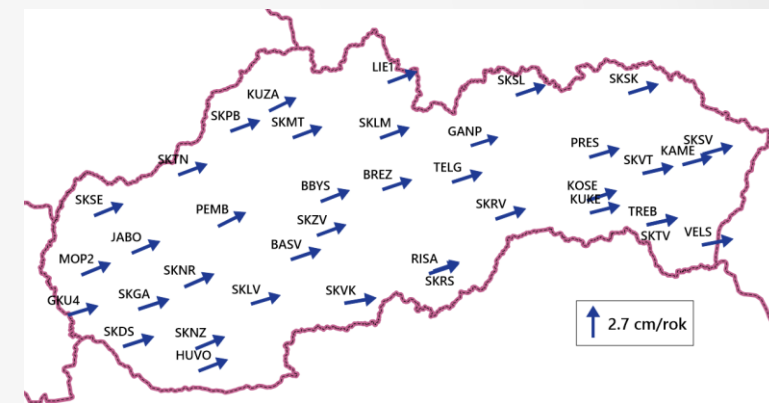 LIE1
SKSL
SKSK
KUZA
SKPB
SKMT
SKLM
GANP
PRES
SKSV
KAME
SKVT
SKTN
BBYS
BREZ
TELG
KOSE
KUKE
SKSE
PEMB
SKRV
TREB
SKZV
SKTV
VELS
JABO
BASV
MOP2
SKNR
RISA
SKRS
GKU4
SKGA
SKLV
SKVK
SKDS
SKNZ
HUVO
2.7 cm/rok